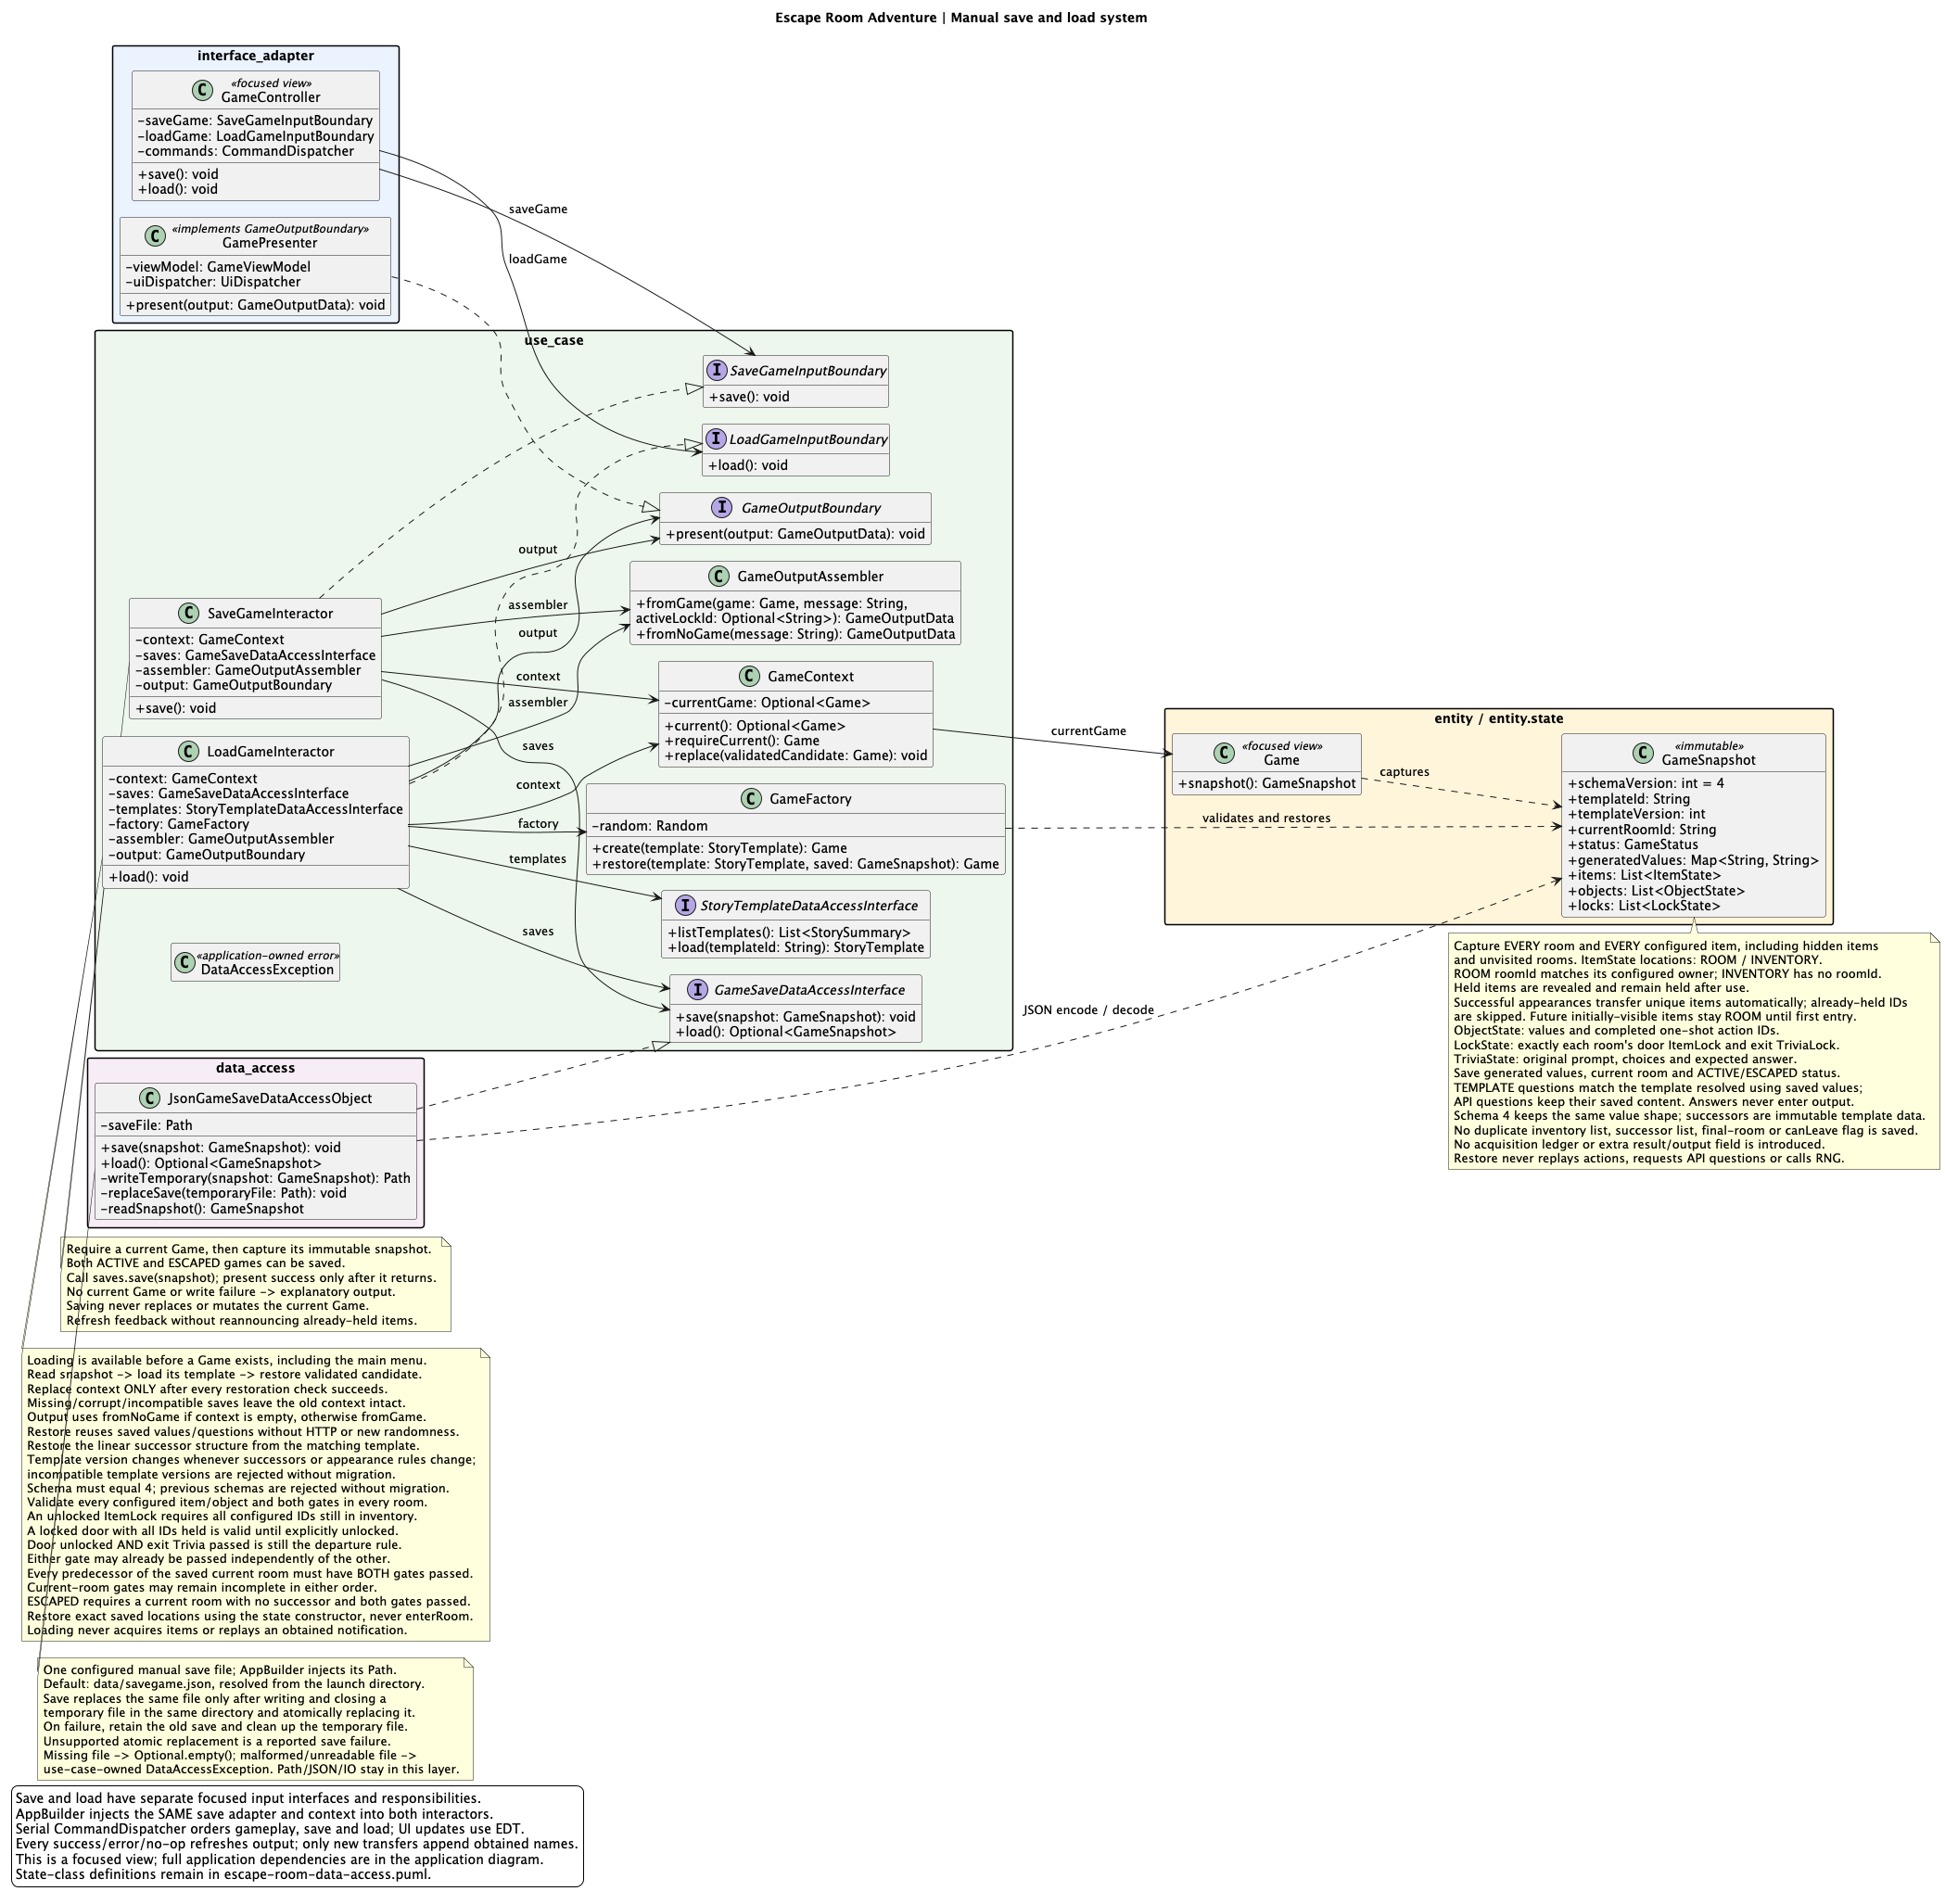 Escape Room Adventure | Manual save and load system
interface_adapter
C
«focused view»
GameController
-saveGame: SaveGameInputBoundary
-loadGame: LoadGameInputBoundary
-commands: CommandDispatcher
+save(): void
+load(): void
C
«implements GameOutputBoundary»
GamePresenter
-viewModel: GameViewModel
-uiDispatcher: UiDispatcher
+present(output: GameOutputData): void
saveGame
loadGame
use_case
I
SaveGameInputBoundary
+save(): void
I
LoadGameInputBoundary
+load(): void
I
GameOutputBoundary
+present(output: GameOutputData): void
C
GameOutputAssembler
+fromGame(game: Game, message: String,
activeLockId: Optional<String>): GameOutputData
+fromNoGame(message: String): GameOutputData
C
SaveGameInteractor
-context: GameContext
-saves: GameSaveDataAccessInterface
-assembler: GameOutputAssembler
-output: GameOutputBoundary
+save(): void
output
assembler
output
context
assembler
saves
context
factory
templates
saves
C
GameContext
-currentGame: Optional<Game>
+current(): Optional<Game>
+requireCurrent(): Game
+replace(validatedCandidate: Game): void
C
LoadGameInteractor
-context: GameContext
-saves: GameSaveDataAccessInterface
-templates: StoryTemplateDataAccessInterface
-factory: GameFactory
-assembler: GameOutputAssembler
-output: GameOutputBoundary
+load(): void
C
GameFactory
-random: Random
+create(template: StoryTemplate): Game
+restore(template: StoryTemplate, saved: GameSnapshot): Game
I
StoryTemplateDataAccessInterface
+listTemplates(): List<StorySummary>
+load(templateId: String): StoryTemplate
C
«application-owned error»
DataAccessException
I
GameSaveDataAccessInterface
+save(snapshot: GameSnapshot): void
+load(): Optional<GameSnapshot>
currentGame
validates and restores
JSON encode / decode
entity / entity.state
C
«focused view»
Game
+snapshot(): GameSnapshot
captures
C
«immutable»
GameSnapshot
+schemaVersion: int = 4
+templateId: String
+templateVersion: int
+currentRoomId: String
+status: GameStatus
+generatedValues: Map<String, String>
+items: List<ItemState>
+objects: List<ObjectState>
+locks: List<LockState>
Capture EVERY room and EVERY configured item, including hidden items
and unvisited rooms. ItemState locations: ROOM / INVENTORY.
ROOM roomId matches its configured owner; INVENTORY has no roomId.
Held items are revealed and remain held after use.
Successful appearances transfer unique items automatically; already-held IDs
are skipped. Future initially-visible items stay ROOM until first entry.
ObjectState: values and completed one-shot action IDs.
LockState: exactly each room's door ItemLock and exit TriviaLock.
TriviaState: original prompt, choices and expected answer.
Save generated values, current room and ACTIVE/ESCAPED status.
TEMPLATE questions match the template resolved using saved values;
API questions keep their saved content. Answers never enter output.
Schema 4 keeps the same value shape; successors are immutable template data.
No duplicate inventory list, successor list, final-room or canLeave flag is saved.
No acquisition ledger or extra result/output field is introduced.
Restore never replays actions, requests API questions or calls RNG.
data_access
C
JsonGameSaveDataAccessObject
-saveFile: Path
+save(snapshot: GameSnapshot): void
+load(): Optional<GameSnapshot>
-writeTemporary(snapshot: GameSnapshot): Path
-replaceSave(temporaryFile: Path): void
-readSnapshot(): GameSnapshot
Require a current Game, then capture its immutable snapshot.
Both ACTIVE and ESCAPED games can be saved.
Call saves.save(snapshot); present success only after it returns.
No current Game or write failure -> explanatory output.
Saving never replaces or mutates the current Game.
Refresh feedback without reannouncing already-held items.
Loading is available before a Game exists, including the main menu.
Read snapshot -> load its template -> restore validated candidate.
Replace context ONLY after every restoration check succeeds.
Missing/corrupt/incompatible saves leave the old context intact.
Output uses fromNoGame if context is empty, otherwise fromGame.
Restore reuses saved values/questions without HTTP or new randomness.
Restore the linear successor structure from the matching template.
Template version changes whenever successors or appearance rules change;
incompatible template versions are rejected without migration.
Schema must equal 4; previous schemas are rejected without migration.
Validate every configured item/object and both gates in every room.
An unlocked ItemLock requires all configured IDs still in inventory.
A locked door with all IDs held is valid until explicitly unlocked.
Door unlocked AND exit Trivia passed is still the departure rule.
Either gate may already be passed independently of the other.
Every predecessor of the saved current room must have BOTH gates passed.
Current-room gates may remain incomplete in either order.
ESCAPED requires a current room with no successor and both gates passed.
Restore exact saved locations using the state constructor, never enterRoom.
Loading never acquires items or replays an obtained notification.
One configured manual save file; AppBuilder injects its Path.
Default: data/savegame.json, resolved from the launch directory.
Save replaces the same file only after writing and closing a
temporary file in the same directory and atomically replacing it.
On failure, retain the old save and clean up the temporary file.
Unsupported atomic replacement is a reported save failure.
Missing file -> Optional.empty(); malformed/unreadable file ->
use-case-owned DataAccessException. Path/JSON/IO stay in this layer.
Save and load have separate focused input interfaces and responsibilities.
AppBuilder injects the SAME save adapter and context into both interactors.
Serial CommandDispatcher orders gameplay, save and load; UI updates use EDT.
Every success/error/no-op refreshes output; only new transfers append obtained names.
This is a focused view; full application dependencies are in the application diagram.
State-class definitions remain in escape-room-data-access.puml.